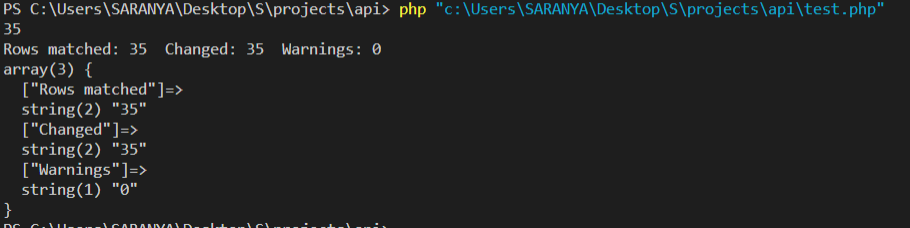 PS C:\Users\SARANYA\Desktop\S\projects\api> php "c:\Users\SARANYA\Desktop\S\projects\api\test.php"
35
Rows matched: 35  Changed: 35  Warnings: 0
array(3) {
  ["Rows matched"]=>
  string(2) "35"
  ["Changed"]=>
  string(2) "35"
  ["Warnings"]=>
  string(1) "0"
}
PS C:\Users\SARANYA\Desktop\S\projects\api>